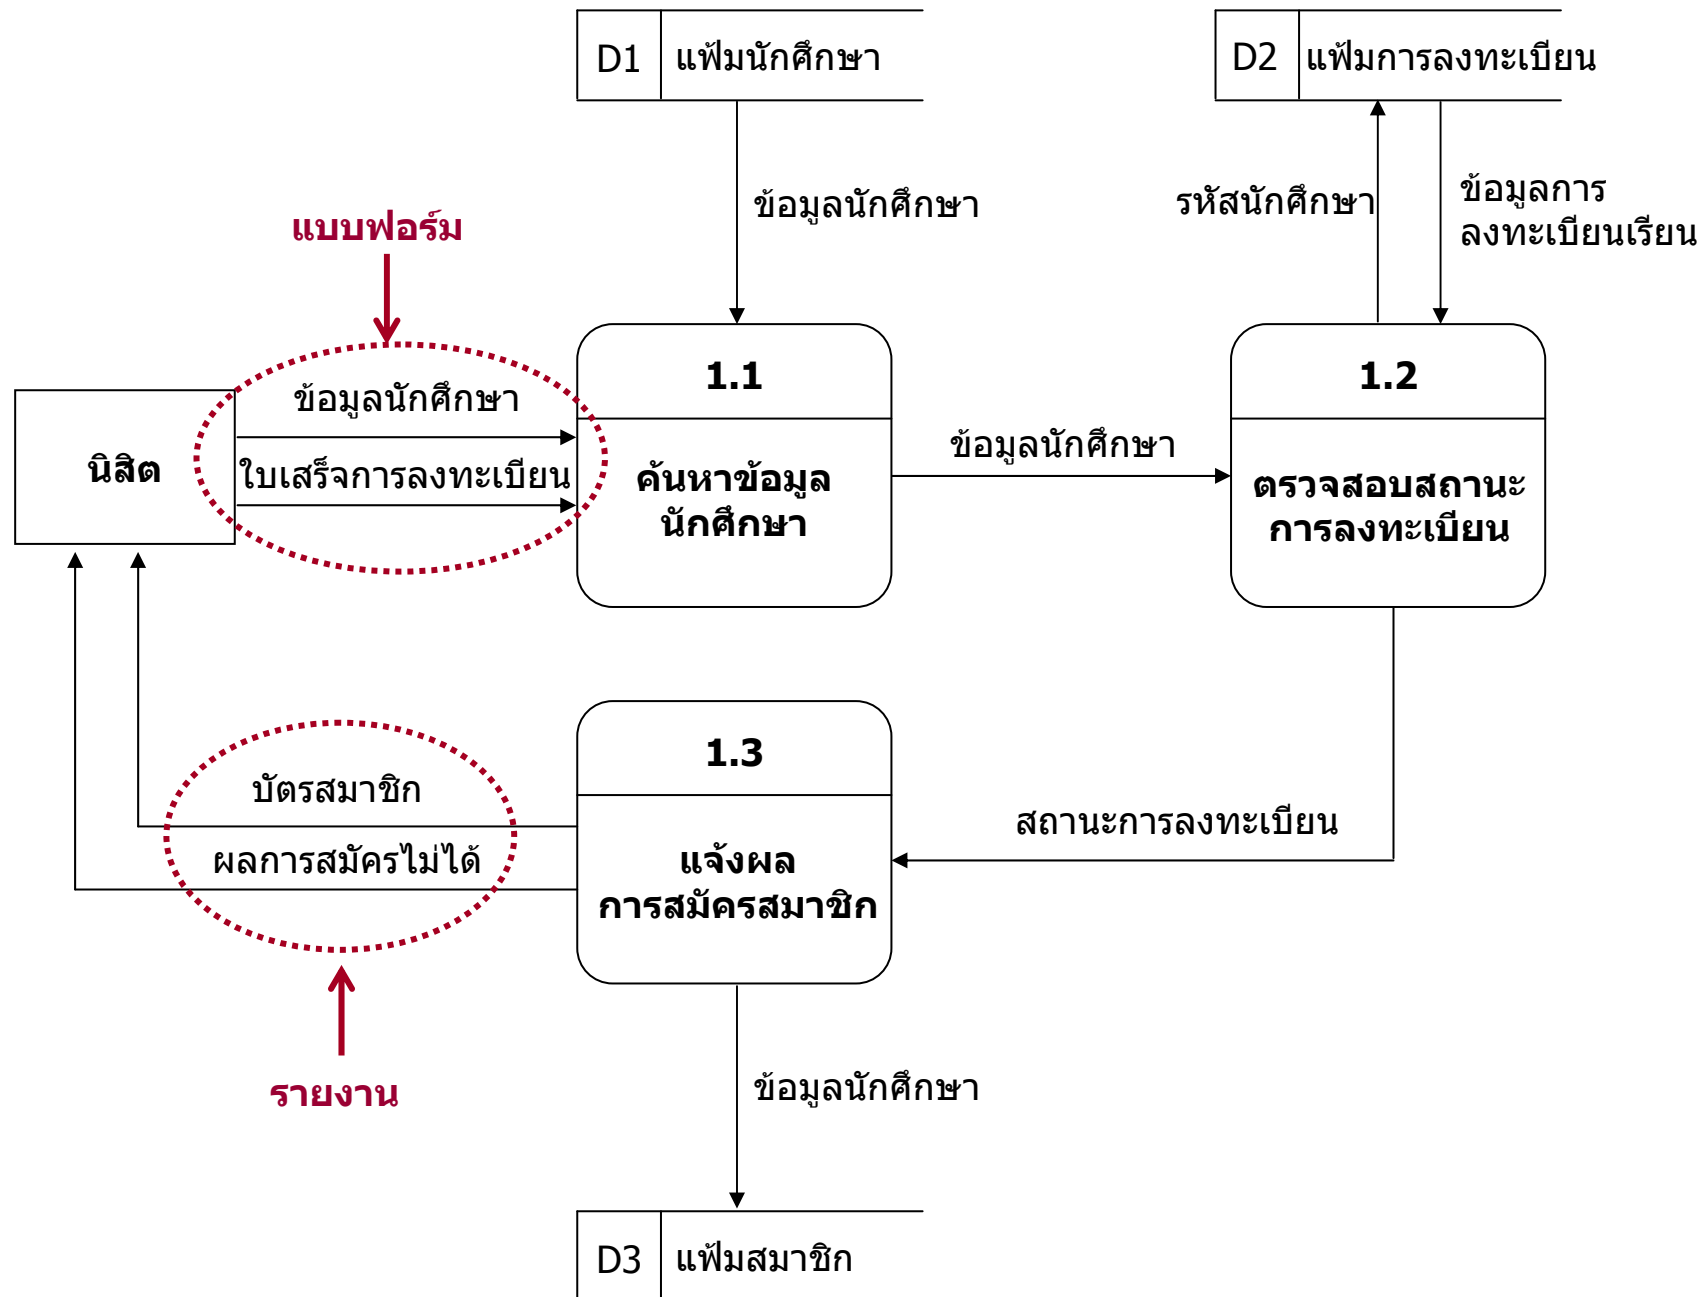 D1 แฟ้มนักศึกษา
D2 แฟ้มการลงทะเบียน
ข้อมูลนักศึกษา
รหัสนักศึกษา
ข้อมูลการ
ลงทะเบียนเรียน
แบบฟอร์ม
นิสิต
ข้อมูลนักศึกษา
ใบเสร็จการลงทะเบียน
1.1
ค้นหาข้อมูล
นักศึกษา
ข้อมูลนักศึกษา
1.2
ตรวจสอบสถานะ
การลงทะเบียน
บัตรสมาชิก
ผลการสมัครไม่ได้
1.3
แจ้งผล
การสมัครสมาชิก
สถานะการลงทะเบียน
รายงาน
ข้อมูลนักศึกษา
D3 แฟ้มสมาชิก